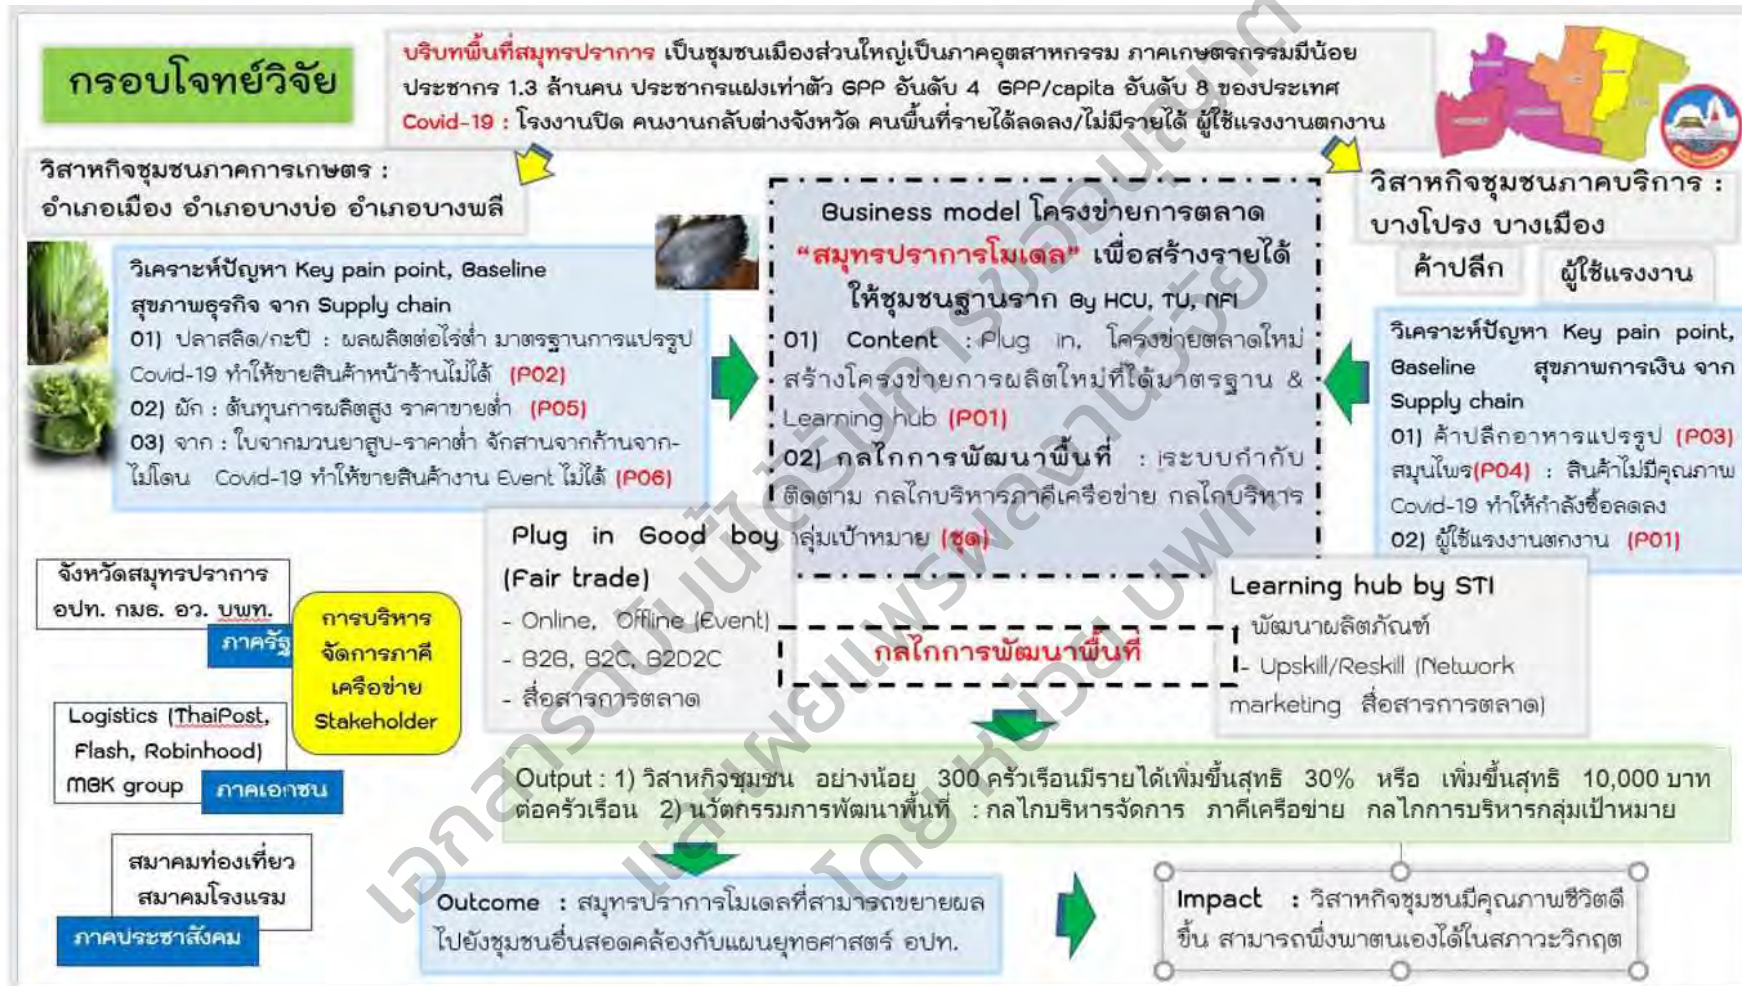 กรอบโจทย์วิจัย
บริบทพื้นที่สมุทรปราการ เป็นชุมชนเมืองส่วนใหญ่เป็นภาคอุตสาหกรรม ภาคเกษตรกรรมมีน้อย
ประชากร 1.3 ล้านคน ประชากรแฝงเท่าตัว GPP อันดับ 4 GPP/capita อันดับ 8 ของประเทศ
Covid-19 : โรงงานปิด คนงานกลับต่างจังหวัด คนพื้นที่รายได้ลดลง/ไม่มีรายได้ ผู้ใช้แรงงานตกงาน
วิสาหกิจชุมชนภาคการเกษตร :
อำเภอเมือง อำเภอบางบ่อ อำเภอบางพลี
วิเคราะห์ปัญหา Key pain point, Baseline
สุขภาพธุรกิจ จาก Supply chain
01) ปลาสลิด/กะปิ : ผลผลิตต่อไร่ต่ำ มาตรฐานการแปรรูป
Covid-19 ทำให้ขายสินค้าหน้าร้านไม่ได้ (P02)
02) ผัก : ต้นทุนการผลิตสูง ราคาขายต่ำ (P05)
03) จาก : ใบจากมวนยาสูบ-ราคาต่ำ จักสานจากก้านจาก-
ไม่โดน Covid-19 ทำให้ขายสินค้างาน Event ไม่ได้ (P06)
Business model โครงข่ายการตลาด
“สมุทรปราการโมเดล” เพื่อสร้างรายได้
ให้ชุมชนฐานราก By HCU, TU, NFI
01) Content : Plug in, โครงข่ายตลาดใหม่
สร้างโครงข่ายการผลิตใหม่ที่ได้มาตรฐาน &
Learning hub (P01)
02) กลไกการพัฒนาพื้นที่ : ระบบกำกับ
ติดตาม กลไกบริหารภาคีเครือข่าย กลไกบริหาร
กลุ่มเป้าหมาย (ชุด)
วิสาหกิจชุมชนภาคบริการ :
บางโปรง บางเมือง
ค้าปลีก
ผู้ใช้แรงงาน
วิเคราะห์ปัญหา Key pain point,
Baseline สุขภาพการเงิน จาก
Supply chain
01) ค้าปลีกอาหารแปรรูป (P03)
สมุนไพร(P04) : สินค้าไม่มีคุณภาพ
Covid-19 ทำให้กำลังซื้อลดลง
02) ผู้ใช้แรงงานตกงาน (P01)
Plug in Good boy
(Fair trade)
- Online, Offline (Event)
- B2B, B2C, B2D2C
- สื่อสารการตลาด
กลไกการพัฒนาพื้นที่
Learning hub by STI
- พัฒนาผลิตภัณฑ์
- Upskill/Reskill (Network
marketing สื่อสารการตลาด)
จังหวัดสมุทรปราการ
อปท. กมธ. อว. บพท.
ภาครัฐ
การบริหาร
จัดการภาคี
เครือข่าย
Stakeholder
Logistics (ThaiPost,
Flash, Robinhood)
MBK group
ภาคเอกชน
สมาคมท่องเที่ยว
สมาคมโรงแรม
ภาคประชาสังคม
Output : 1) วิสาหกิจชุมชน อย่างน้อย 300 ครัวเรือนมีรายได้เพิ่มขึ้นสุทธิ 30% หรือ เพิ่มขึ้นสุทธิ 10,000 บาท
ต่อครัวเรือน 2) นวัตกรรมการพัฒนาพื้นที่ : กลไกบริหารจัดการ ภาคีเครือข่าย กลไกการบริหารกลุ่มเป้าหมาย
Outcome : สมุทรปราการโมเดลที่สามารถขยายผล
ไปยังชุมชนอื่นสอดคล้องกับแผนยุทธศาสตร์ อปท.
Impact : วิสาหกิจชุมชนมีคุณภาพชีวิตดี
ขึ้น สามารถพึ่งพาตนเองได้ในสภาวะวิกฤต
เอกสารฉบับนี้ได้รับการขออนุญาต
และเผยแพร่ผลงานวิจัย
โดย หน่วย บพท.